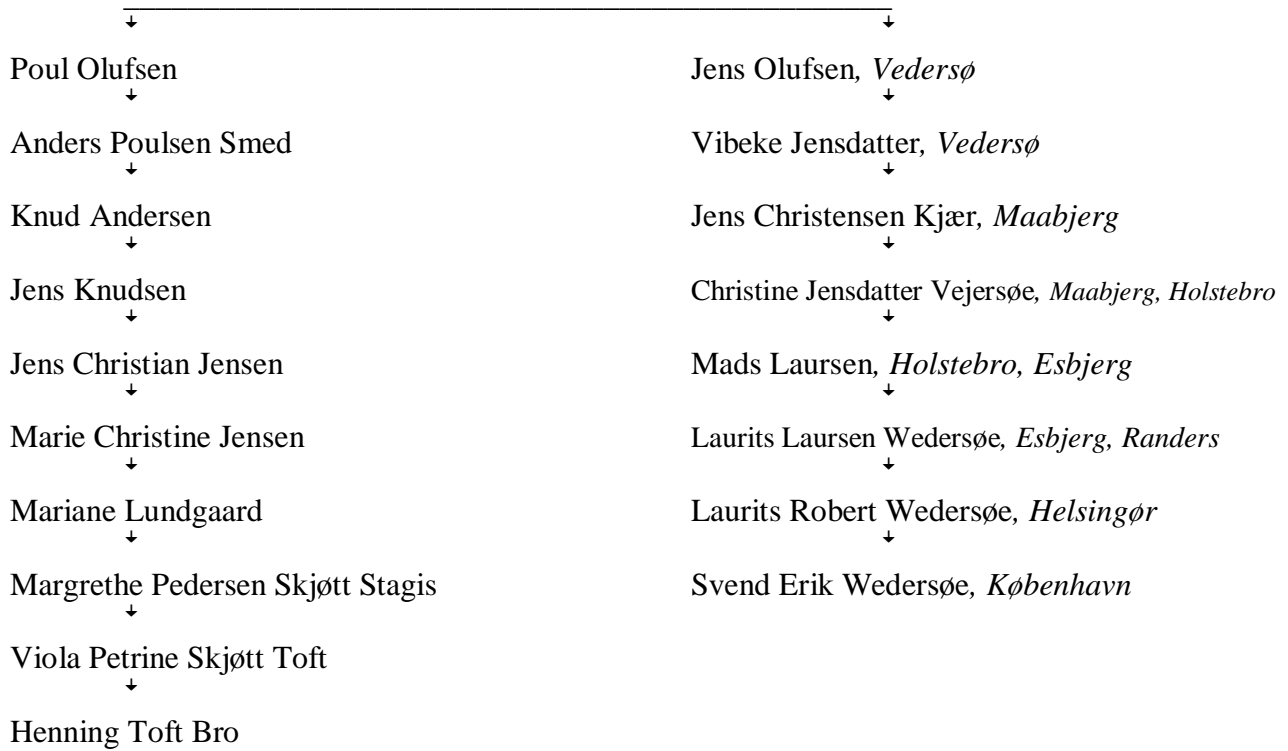 Poul Olufsen
Jens Olufsen, Vedersø
Anders Poulsen Smed
Vibeke Jensdatter, Vedersø
Knud Andersen
Jens Christensen Kjær, Maabjerg
Jens Knudsen
Christine Jensdatter Vejersøe, Maabjerg, Holstebro
Jens Christian Jensen
Mads Laursen, Holstebro, Esbjerg
Marie Christine Jensen
Laurits Laursen Wedersøe, Esbjerg, Randers
Mariane Lundgaard
Laurits Robert Wedersøe, Helsingør
Margrethe Pedersen Skjøtt Stagis
Svend Erik Wedersøe, København
Viola Petrine Skjøtt Toft
Henning Toft Bro